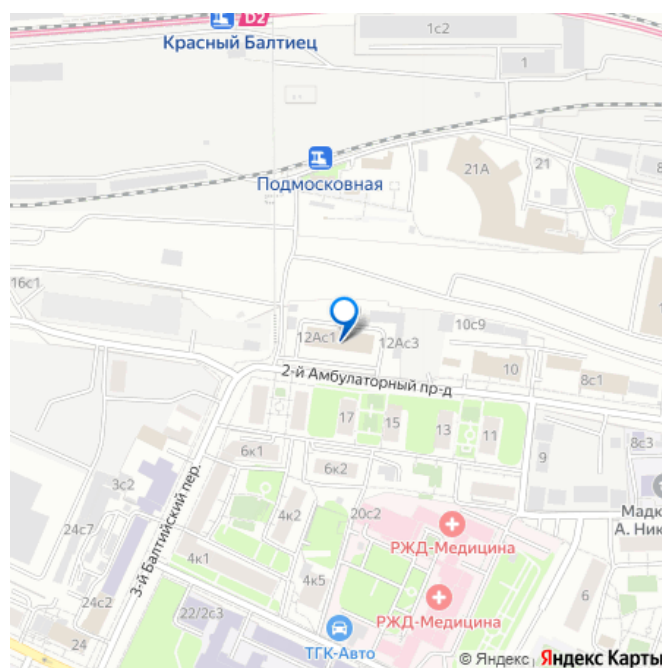 D2
1с2
Красный Балтиец
1
Подмосковная
21А
21
8
16с1
12Ас1
12Ас3
10с9
2-й Амбулаторный пр-д
10
8с1
17
15
13
11
8с3
9
6к1
6к2
3с2
3-й Балтийский пер.
4к2
20с2
РЖД-Медицина
Мадк
А. Ник
24с7
4к1
4к5
6
24с2
22/2с3
РЖД-Медицина
24
ТГК-Авто
© Яндекс Яндекс Карты